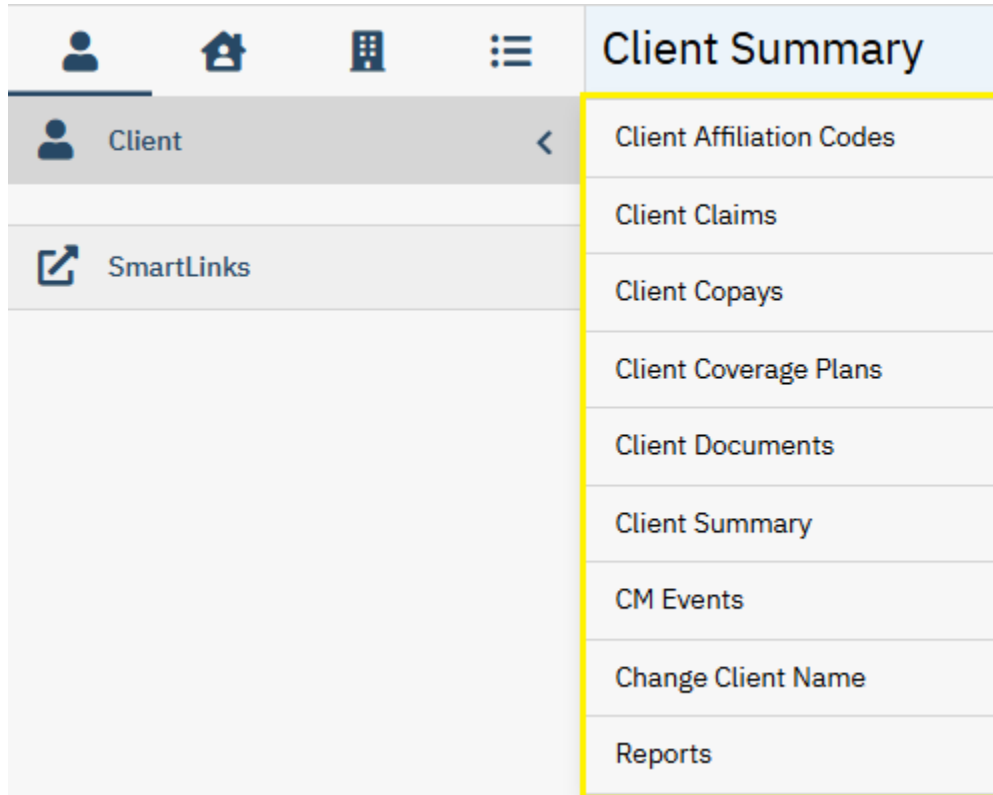 Client Summary
Client
SmartLinks
Client Affiliation Codes
Client Claims
Client Copays
Client Coverage Plans
Client Documents
Client Summary
CM Events
Change Client Name
Reports